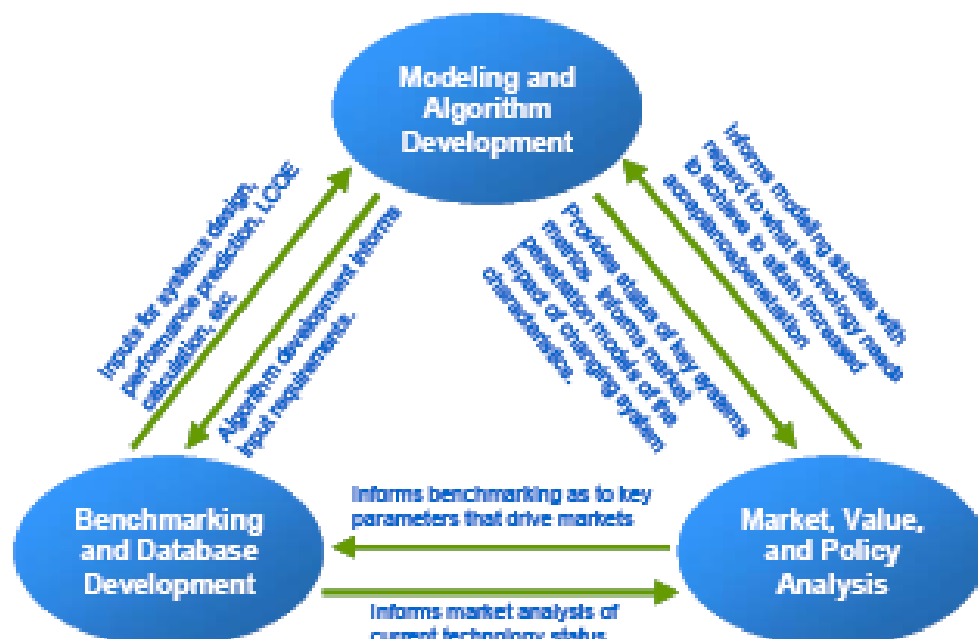 Modeling and
Algorithm
Development
Inputs for systems design,
performance prediction, LCOE
calculation, etc
Algorithm development informs
input requirements.
Provides status of key systems
metrics. Informs market
penetration models of the
impact of changing system
characteristics.
Informs modeling studies with
regard to what technology needs
to achieve to attain increased
acceptance/penetration
Informs benchmarking as to key
parameters that drive markets
Benchmarking
and Database
Development
Market, Value,
and Policy
Analysis
Informs market analysis of
current technology status